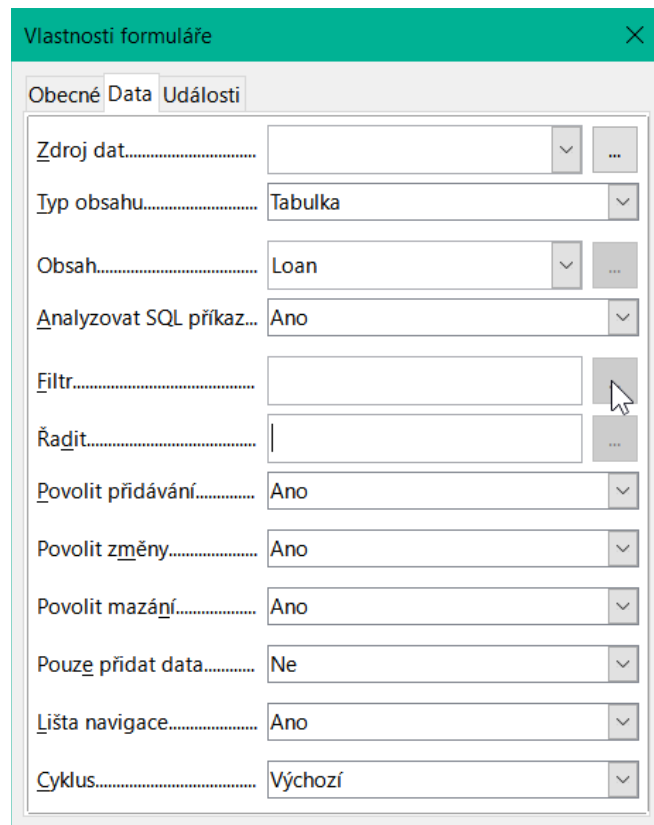 Vlastnosti formuláře
Obecné Data Události
Zdroj dat............................... ...
Typ obsahu........................... Tabulka
Obsah...................................... Loan ...
Analyzovat SQL příkaz... Ano
Filtr...........................................
Řadit........................................ ...
Povolit přidávání.............. Ano
Povolit změny..................... Ano
Povolit mazání................... Ano
Pouze přidat data............ Ne
Lišta navigace..................... Ano
Cyklus...................................... Výchozí